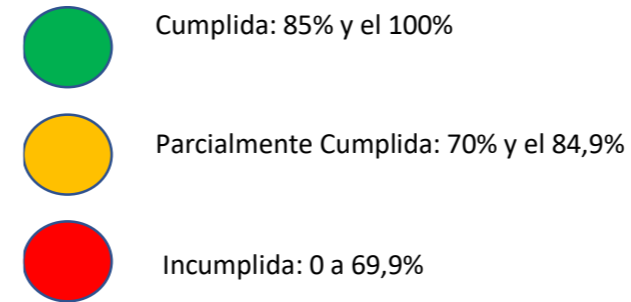 Cumplida: 85% y el 100%
Parcialmente Cumplida: 70% y el 84,9%
Incumplida: 0 a 69,9%